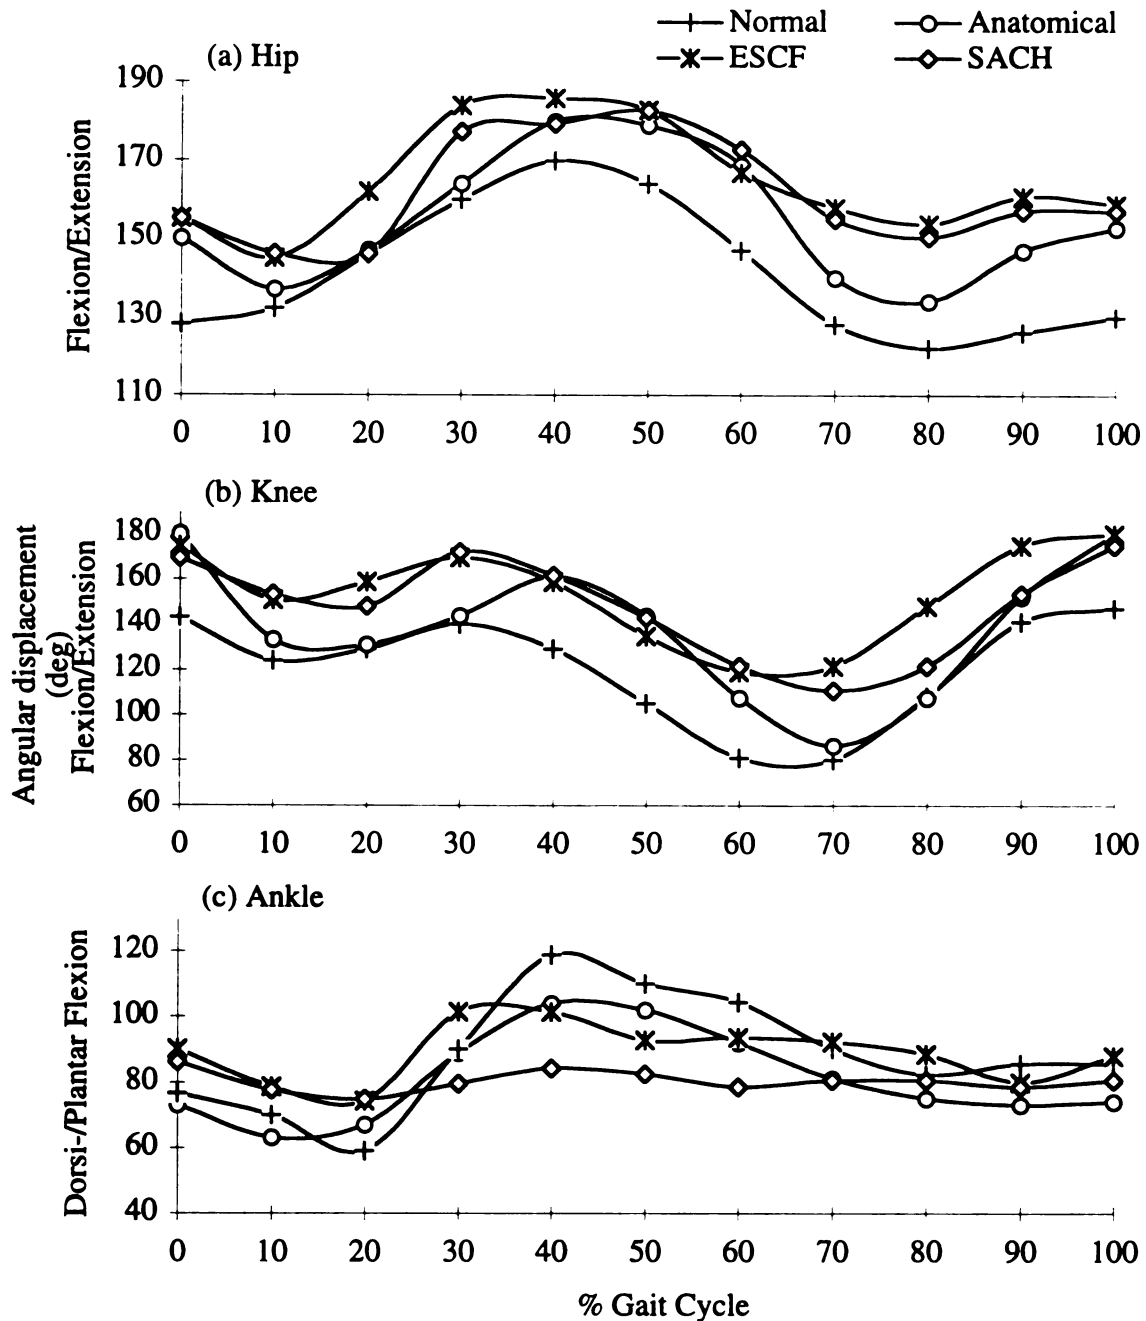 Normal Anatomical
(a) Hip
ESCF SACH
190
170
150
130
110
Flexion/Extension
0 10 20 30 40 50 60 70 80 90 100
(b) Knee
180
160
140
120
100
80
60
Angular displacement
(deg)
Flexion/Extension
0 10 20 30 40 50 60 70 80 90 100
(c) Ankle
120
100
80
60
40
Dorsi-/Plantar Flexion
0 10 20 30 40 50 60 70 80 90 100
% Gait Cycle